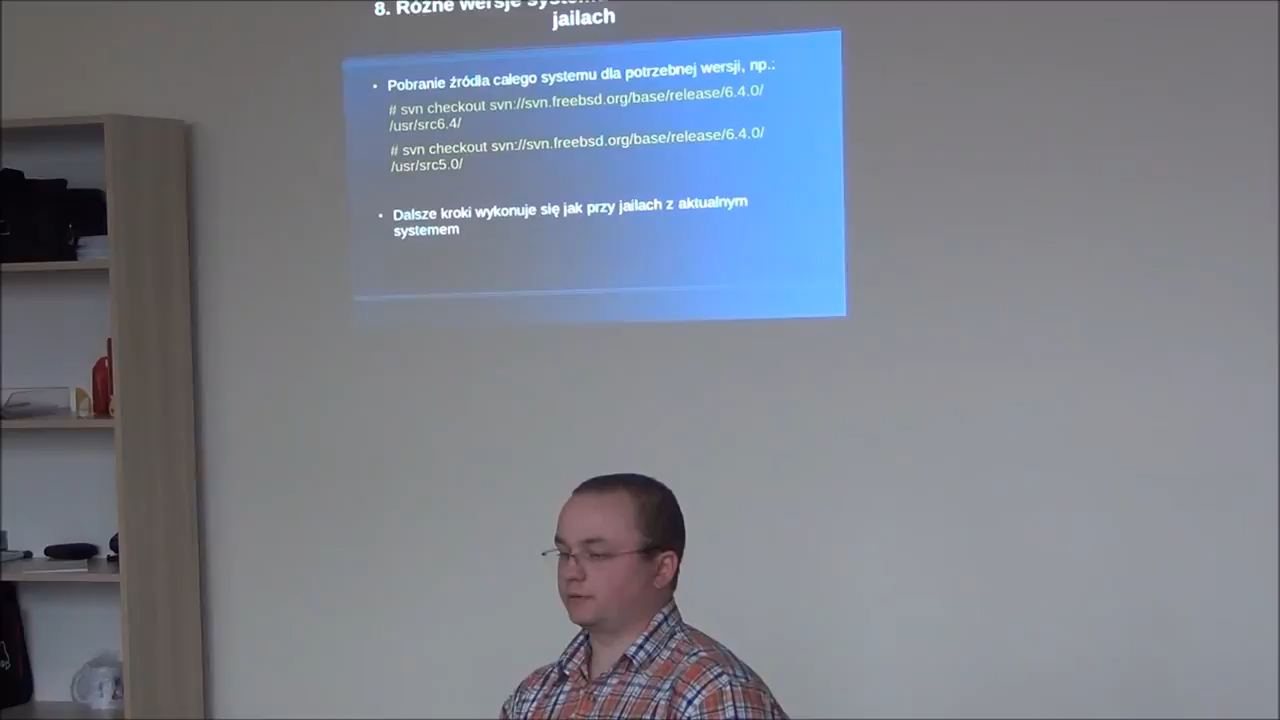 8. Różne wersje systemu
jailach
• Pobranie źródła całego systemu dla potrzebnej wersji, np.:
# svn checkout svn://svn.freebsd.org/base/release/6.4.0/
/usr/src6.4/
# svn checkout svn://svn.freebsd.org/base/release/6.4.0/
/usr/src5.0/
• Dalsze kroki wykonuje się jak przy jailach z aktualnym
systemem